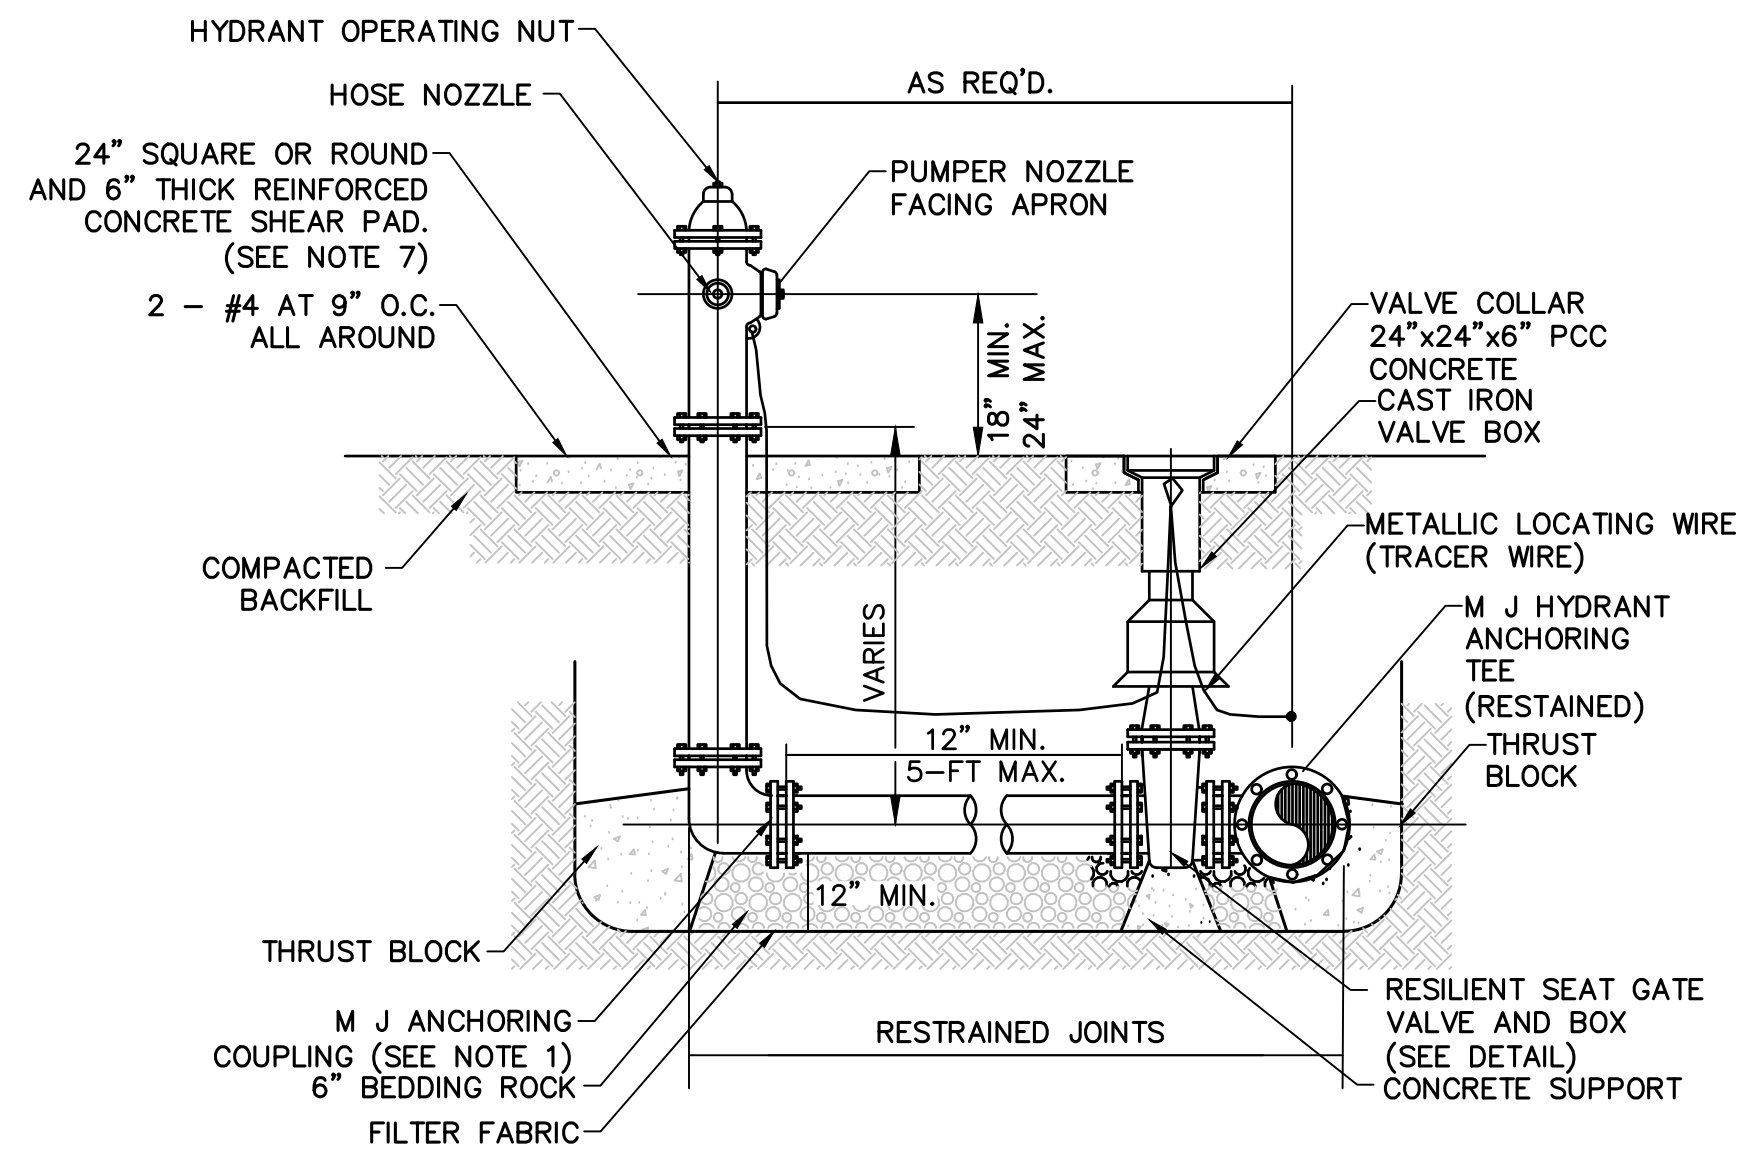 HYDRANT OPERATING NUT
HOSE NOZZLE
24" SQUARE OR ROUND
AND 6" THICK REINFORCED
CONCRETE SHEAR PAD.
(SEE NOTE 7)
2 – #4 AT 9" O.C.
ALL AROUND
COMPACTED
BACKFILL
AS REQ'D.
PUMPER NOZZLE
FACING APRON
18" MIN.
24" MAX.
VALVE COLLAR
24"x24"x6" PCC
CONCRETE
CAST IRON
VALVE BOX
METALLIC LOCATING WIRE
(TRACER WIRE)
M J HYDRANT
ANCHORING
TEE
(RESTAINED)
THRUST
BLOCK
VARIES
12" MIN.
5-FT MAX.
12" MIN.
THRUST BLOCK
M J ANCHORING
COUPLING (SEE NOTE 1)
6" BEDDING ROCK
FILTER FABRIC
RESTRAINED JOINTS
RESILIENT SEAT GATE
VALVE AND BOX
(SEE DETAIL)
CONCRETE SUPPORT